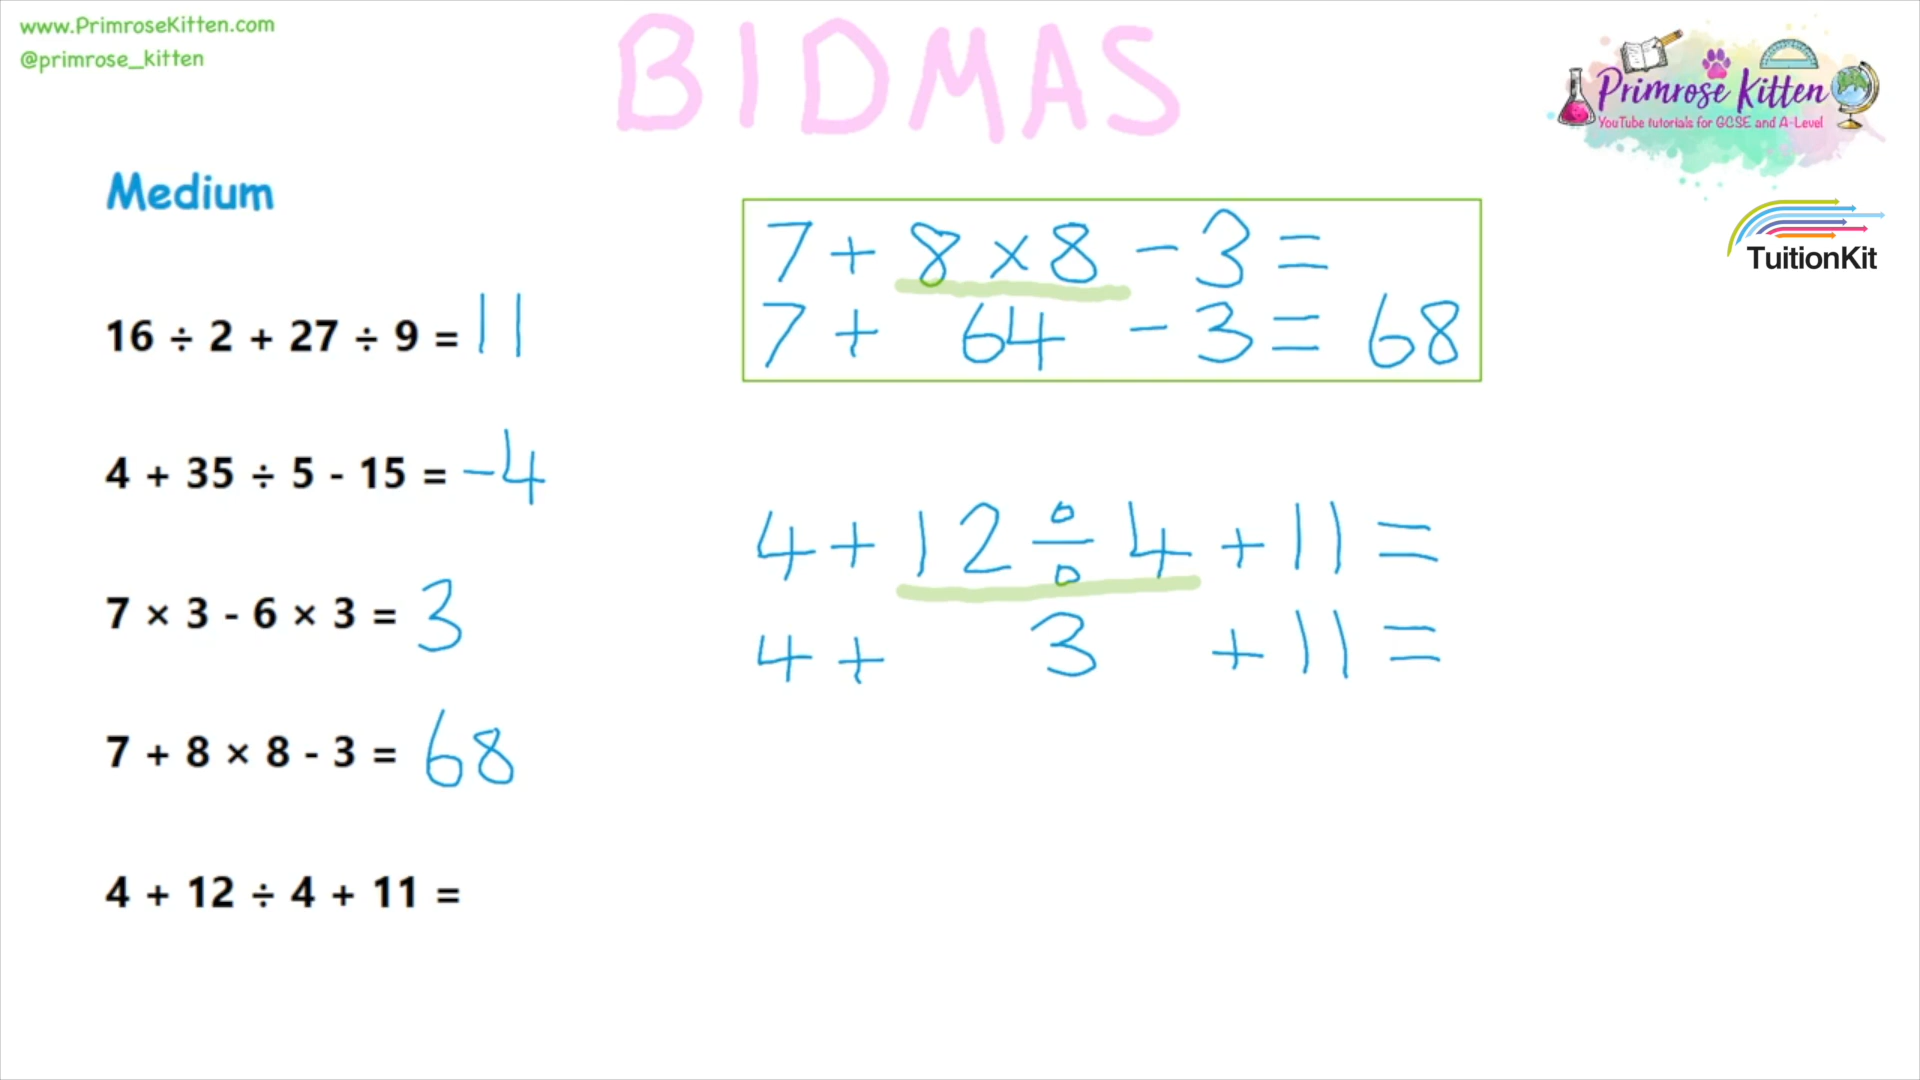 www.PrimroseKitten.com
@primrose_kitten
BIDMAS
Primrose Kitten
YouTube tutorials for GCSE and A-Level
TuitionKit
Medium
16 ÷ 2 + 27 ÷ 9 = 11
4 + 35 ÷ 5 - 15 = -4
7 × 3 - 6 × 3 = 3
7 + 8 × 8 - 3 = 68
4 + 12 ÷ 4 + 11 =
7 + 8 × 8 - 3 =
7 + 64 - 3 = 68
4 + 12 ÷ 4 + 11 =
4 + 3 + 11 =